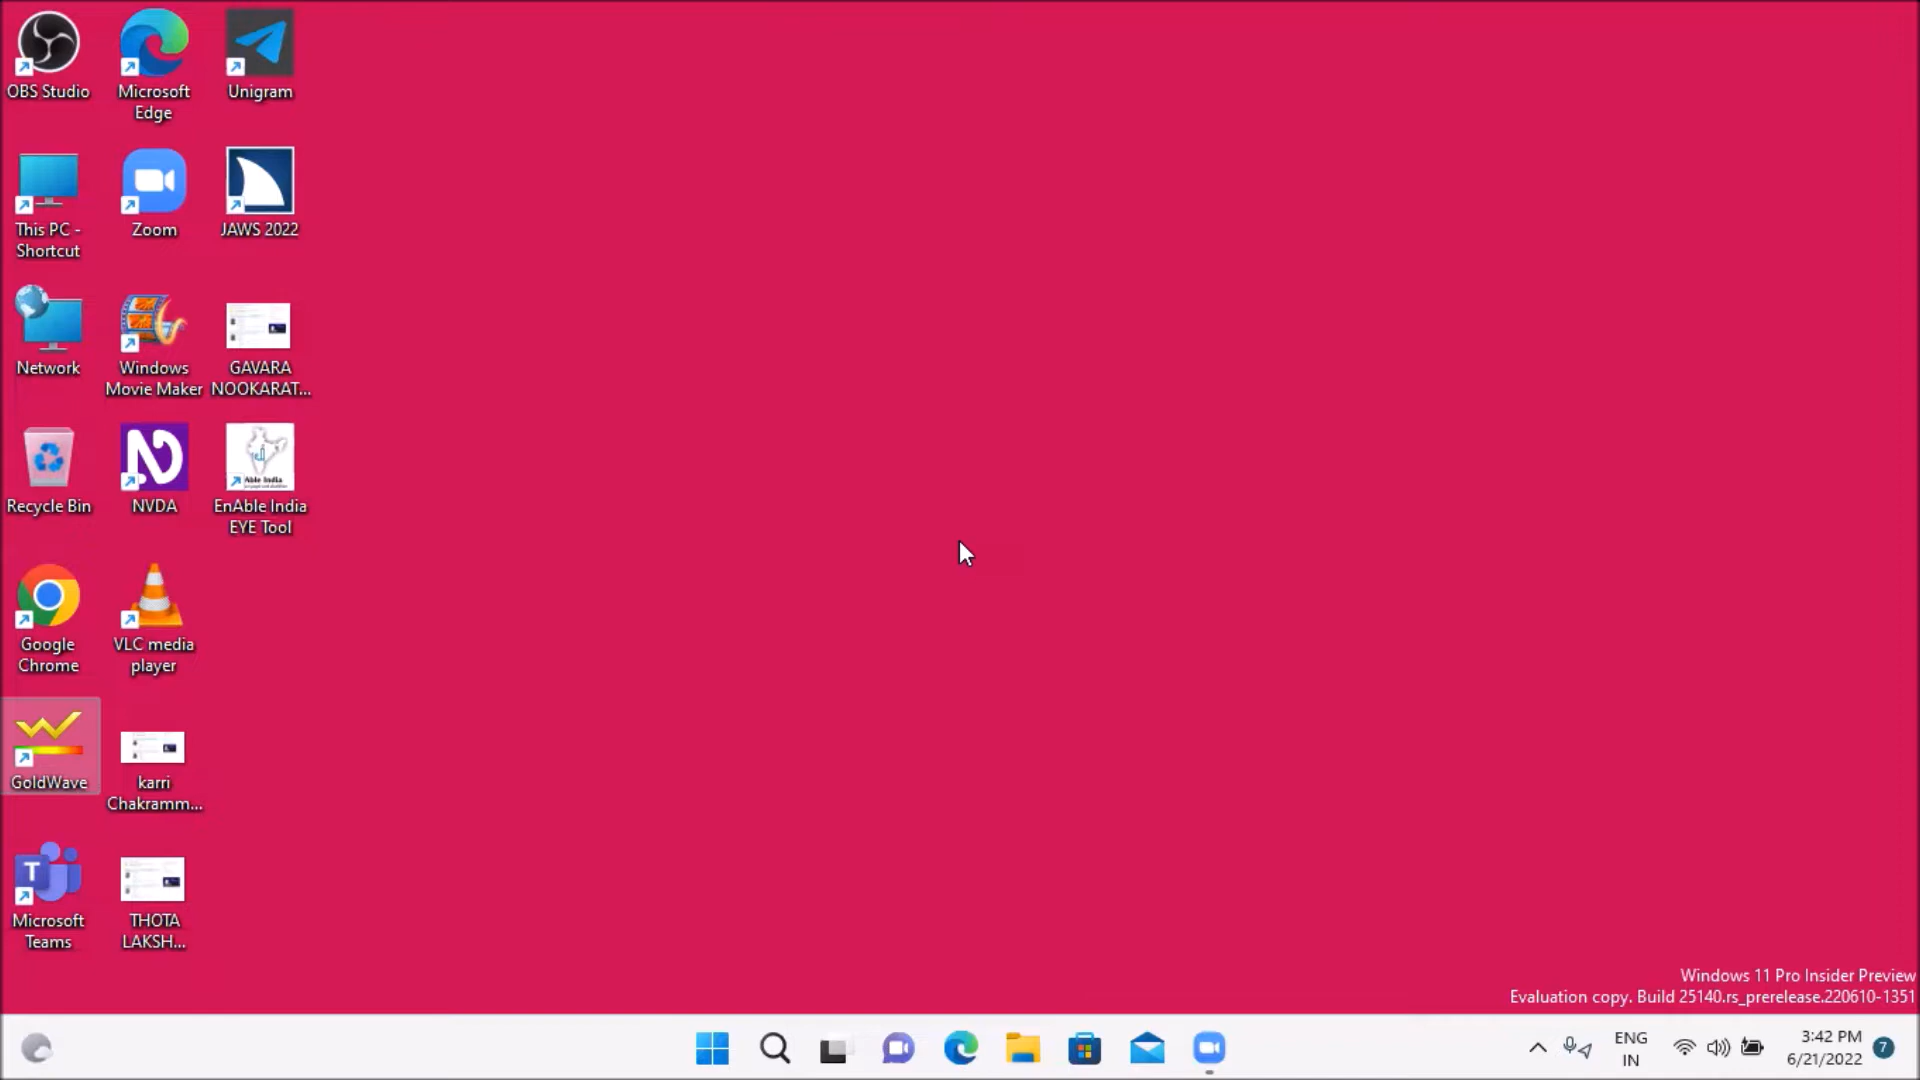 OBS Studio
Microsoft
Edge
Unigram
This PC -
Shortcut
Zoom
JAWS 2022
Network
Windows
Movie Maker
GAVARA
NOOKARAT...
Recycle Bin
NVDA
Able India
EnAble India
EYE Tool
Google
Chrome
VLC media
player
GoldWave
karri
Chakramm...
T
Microsoft
Teams
THOTA
LAKSH...
Windows 11 Pro Insider Preview
Evaluation copy. Build 25140.rs_prerelease.220610-1351
ENG
IN
3:42 PM
6/21/2022
7